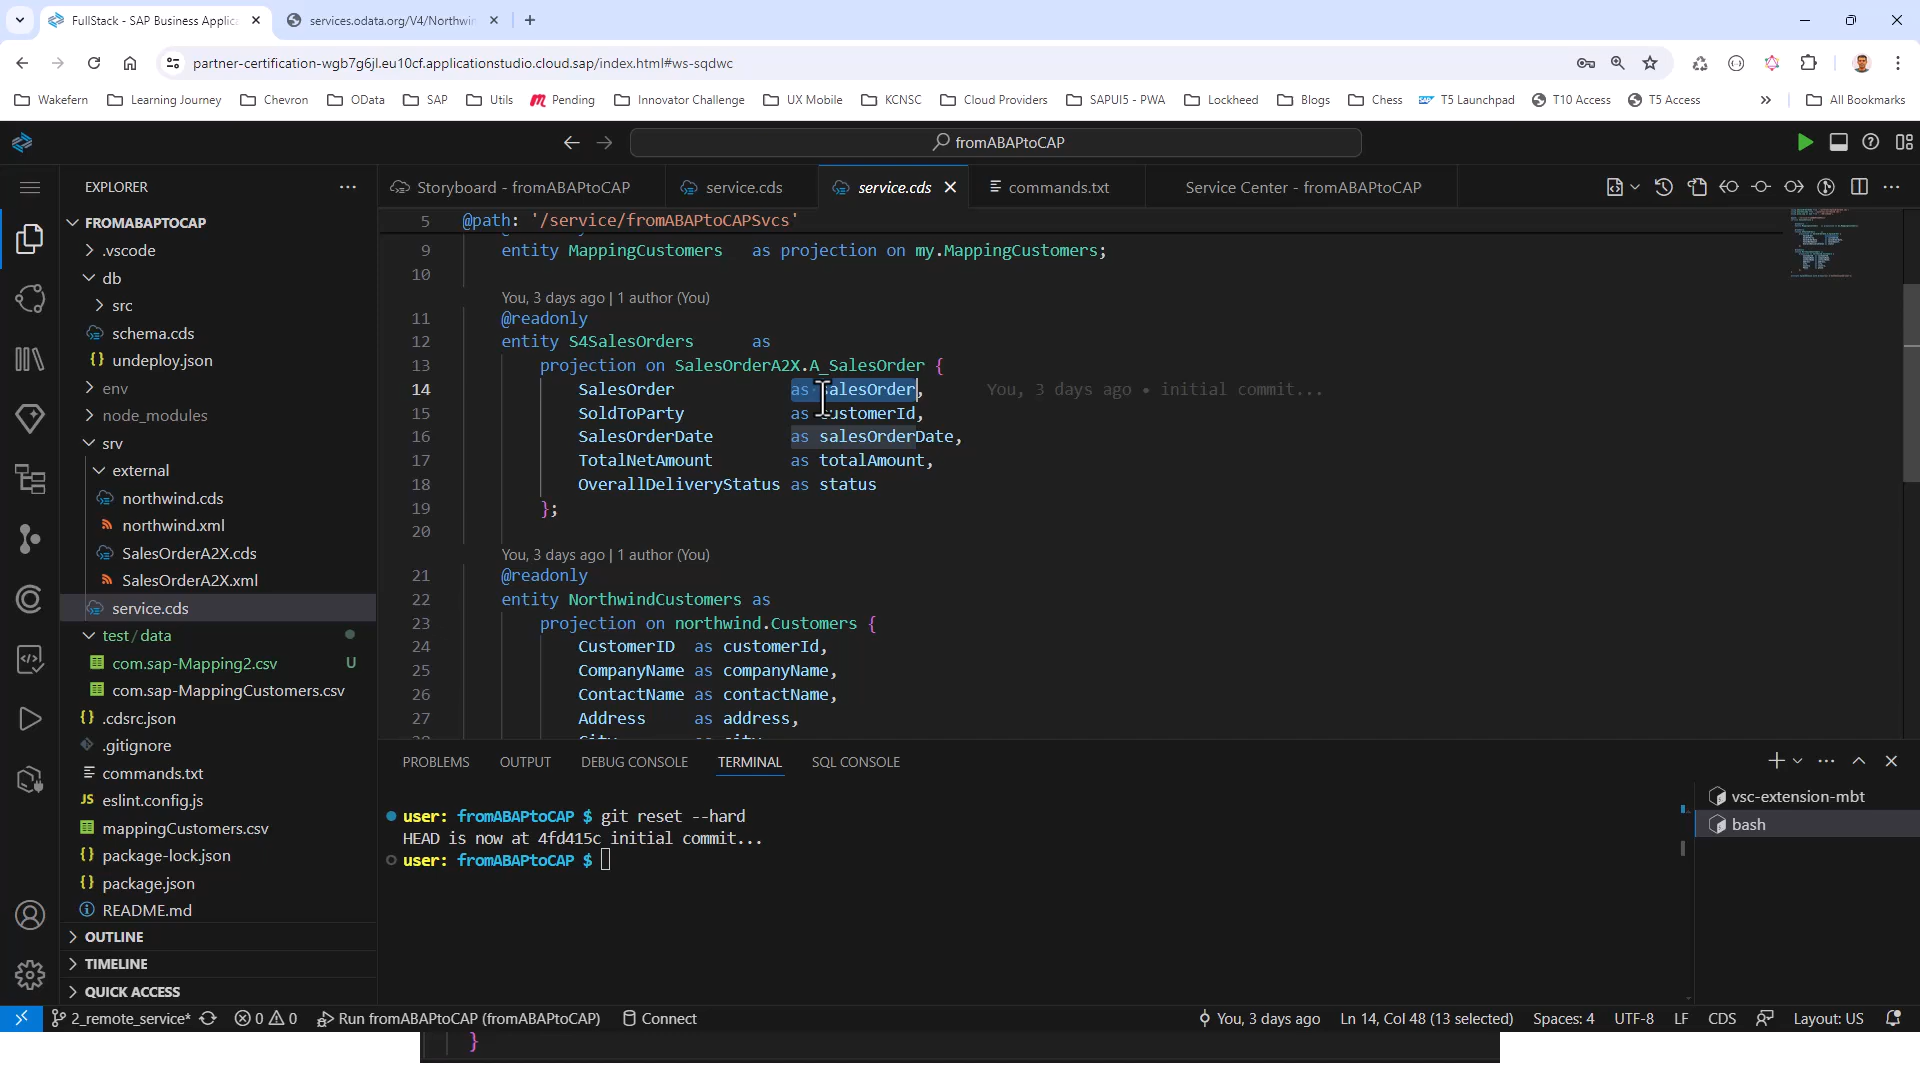 FullStack - SAP Business Applic
services.odata.org/V4/Northwin
partner-certification-wgb7g6jl.eu10cf.applicationstudio.cloud.sap/index.html#ws-sqdwc
Wakefern
Learning Journey
Chevron
OData
SAP
Utils
Pending
Innovator Challenge
UX Mobile
KCNSC
Cloud Providers
SAPUI5 - PWA
Lockheed
Blogs
Chess
T5 Launchpad
T10 Access
T5 Access
All Bookmarks
fromABAPtoCAP
EXPLORER
Storyboard - fromABAPtoCAP
service.cds
service.cds
commands.txt
Service Center - fromABAPtoCAP
FROMABAPTOCAP
.vscode
db
src
schema.cds
undeploy.json
env
node_modules
srv
external
northwind.cds
northwind.xml
SalesOrderA2X.cds
SalesOrderA2X.xml
service.cds
test/data
com.sap-Mapping2.csv U
com.sap-MappingCustomers.csv
.cdsrc.json
.gitignore
commands.txt
eslint.config.js
mappingCustomers.csv
package-lock.json
package.json
README.md
OUTLINE
TIMELINE
QUICK ACCESS
5 @path: '/service/fromABAPtoCAPSvcs'
9 entity MappingCustomers as projection on my.MappingCustomers;
10
You, 3 days ago | 1 author (You)
11 @readonly
12 entity S4SalesOrders as
13 projection on SalesOrderA2X.A_SalesOrder {
14 SalesOrder as salesOrder, You, 3 days ago • initial commit...
15 SoldToParty as customerId,
16 SalesOrderDate as salesOrderDate,
17 TotalNetAmount as totalAmount,
18 OverallDeliveryStatus as status
19 };
20
You, 3 days ago | 1 author (You)
21 @readonly
22 entity NorthwindCustomers as
23 projection on northwind.Customers {
24 CustomerID as customerId,
25 CompanyName as companyName,
26 ContactName as contactName,
27 Address as address,
PROBLEMS
OUTPUT
DEBUG CONSOLE
TERMINAL
SQL CONSOLE
user: fromABAPtoCAP $ git reset --hard
HEAD is now at 4fd415c initial commit...
user: fromABAPtoCAP $
vsc-extension-mbt
bash
2_remote_service*
0 0
Run fromABAPtoCAP (fromABAPtoCAP)
Connect
You, 3 days ago
Ln 14, Col 48 (13 selected)
Spaces: 4
UTF-8
LF
CDS
Layout: US
}